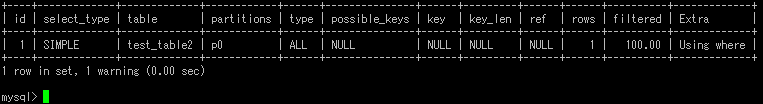 +----+-------------+-------------+------------+------+---------------+------+---------+------+------+----------+-------------+
| id | select_type | table       | partitions | type | possible_keys | key  | key_len | ref  | rows | filtered | Extra       |
+----+-------------+-------------+------------+------+---------------+------+---------+------+------+----------+-------------+
|  1 | SIMPLE      | test_table2 | p0         | ALL  | NULL          | NULL | NULL    | NULL |    1 |   100.00 | Using where |
+----+-------------+-------------+------------+------+---------------+------+---------+------+------+----------+-------------+
1 row in set, 1 warning (0.00 sec)
mysql>